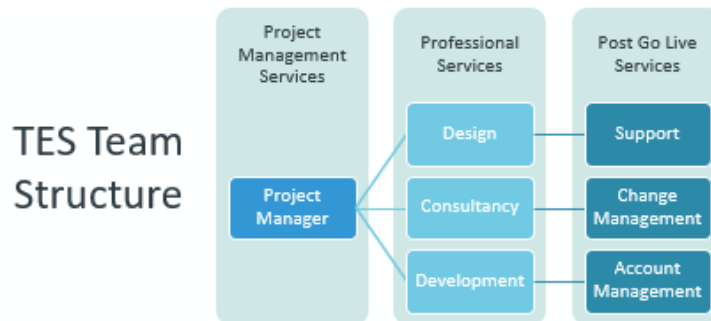 TES Team
Structure
Project
Management
Services
Project
Manager
Professional
Services
Design
Consultancy
Development
Post Go Live
Services
Support
Change
Management
Account
Management